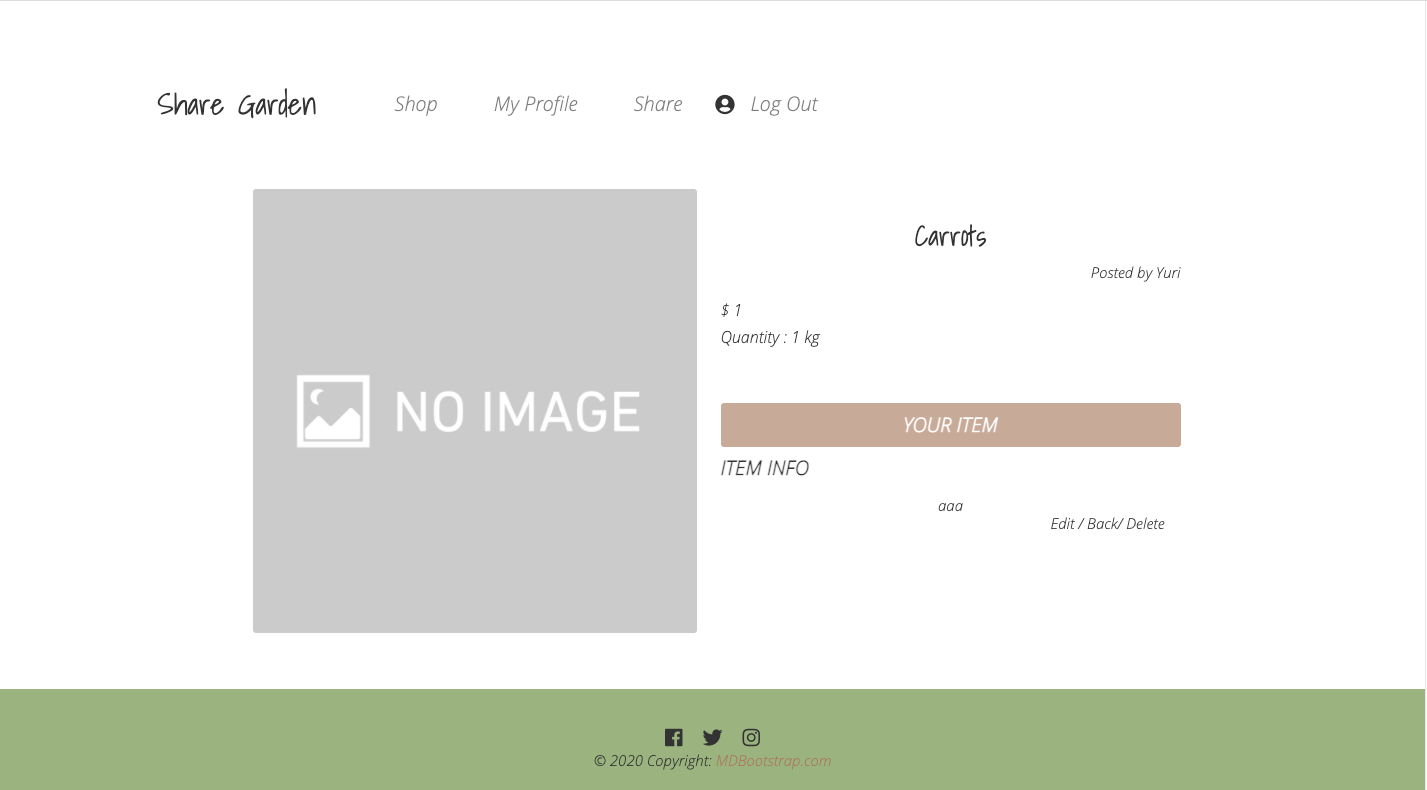 Share Garden Shop My Profile Share Log Out
NO IMAGE
Carrots
Posted by Yuri
$ 1
Quantity : 1 kg
YOUR ITEM
ITEM INFO
aaa
Edit / Back/ Delete
© 2020 Copyright: MDBootstrap.com